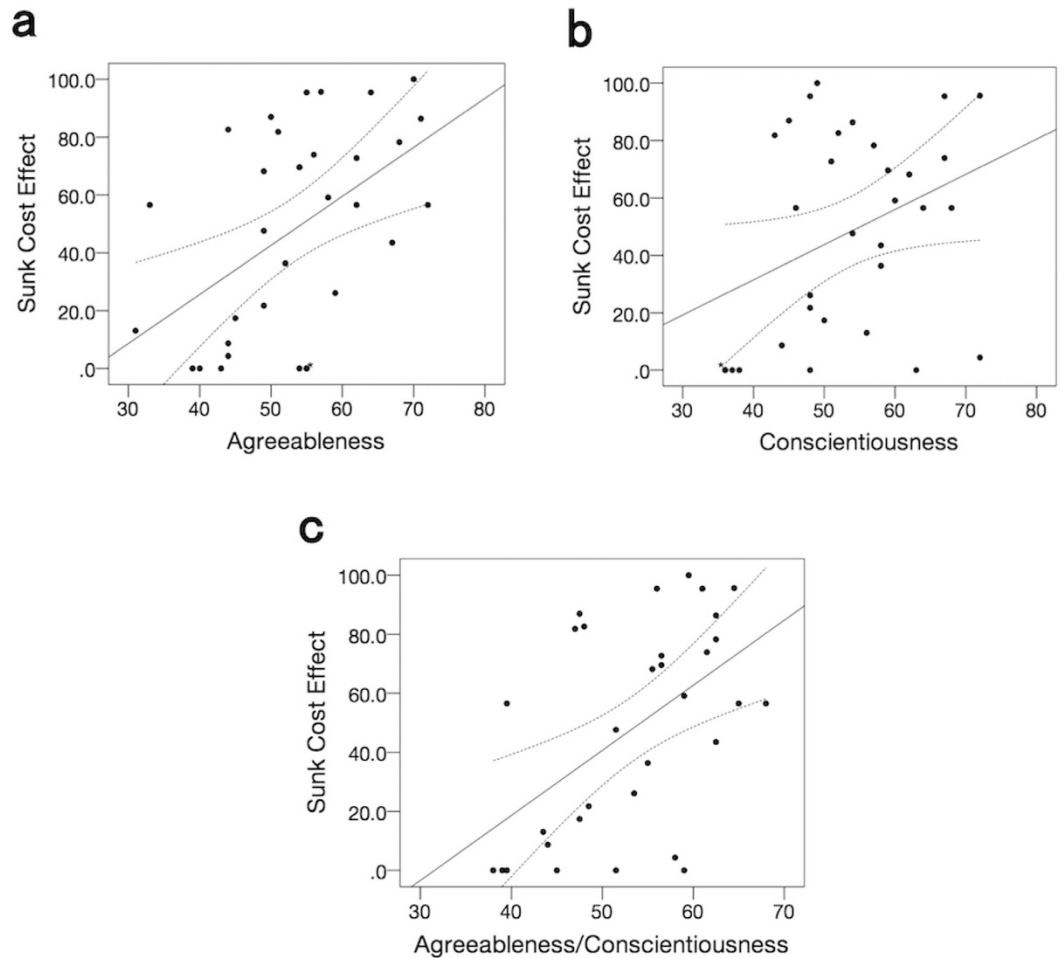 a
100.0
80.0
60.0
40.0
20.0
.0
Sunk Cost Effect
*
30 40 50 60 70 80
Agreeableness
b
100.0
80.0
60.0
40.0
20.0
.0
Sunk Cost Effect
*
30 40 50 60 70 80
Conscientiousness
c
100.0
80.0
60.0
40.0
20.0
.0
Sunk Cost Effect
30 40 50 60 70
Agreeableness/Conscientiousness